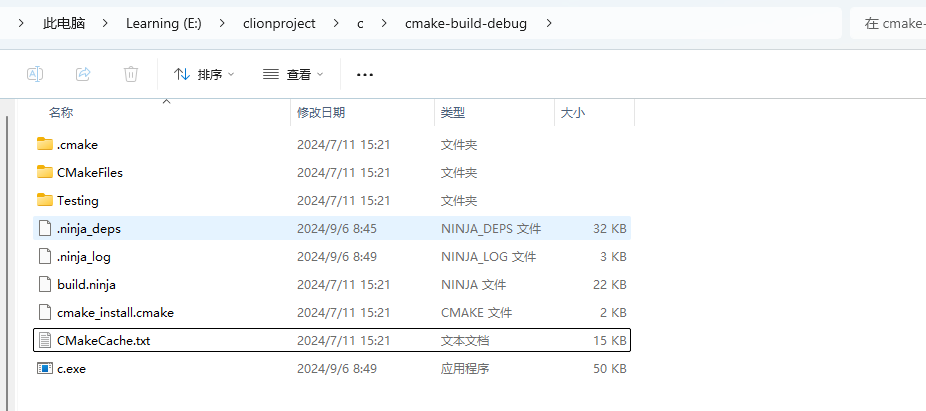 此电脑 Learning (E:) clionproject c cmake-build-debug 在 cmake-
排序 查看
名称 修改日期 类型 大小
.cmake 2024/7/11 15:21 文件夹
CMakeFiles 2024/7/11 15:21 文件夹
Testing 2024/7/11 15:21 文件夹
.ninja_deps 2024/9/6 8:45 NINJA_DEPS 文件 32 KB
.ninja_log 2024/9/6 8:49 NINJA_LOG 文件 3 KB
build.ninja 2024/7/11 15:21 NINJA 文件 22 KB
cmake_install.cmake 2024/7/11 15:21 CMAKE 文件 2 KB
CMakeCache.txt 2024/7/11 15:21 文本文档 15 KB
c.exe 2024/9/6 8:49 应用程序 50 KB